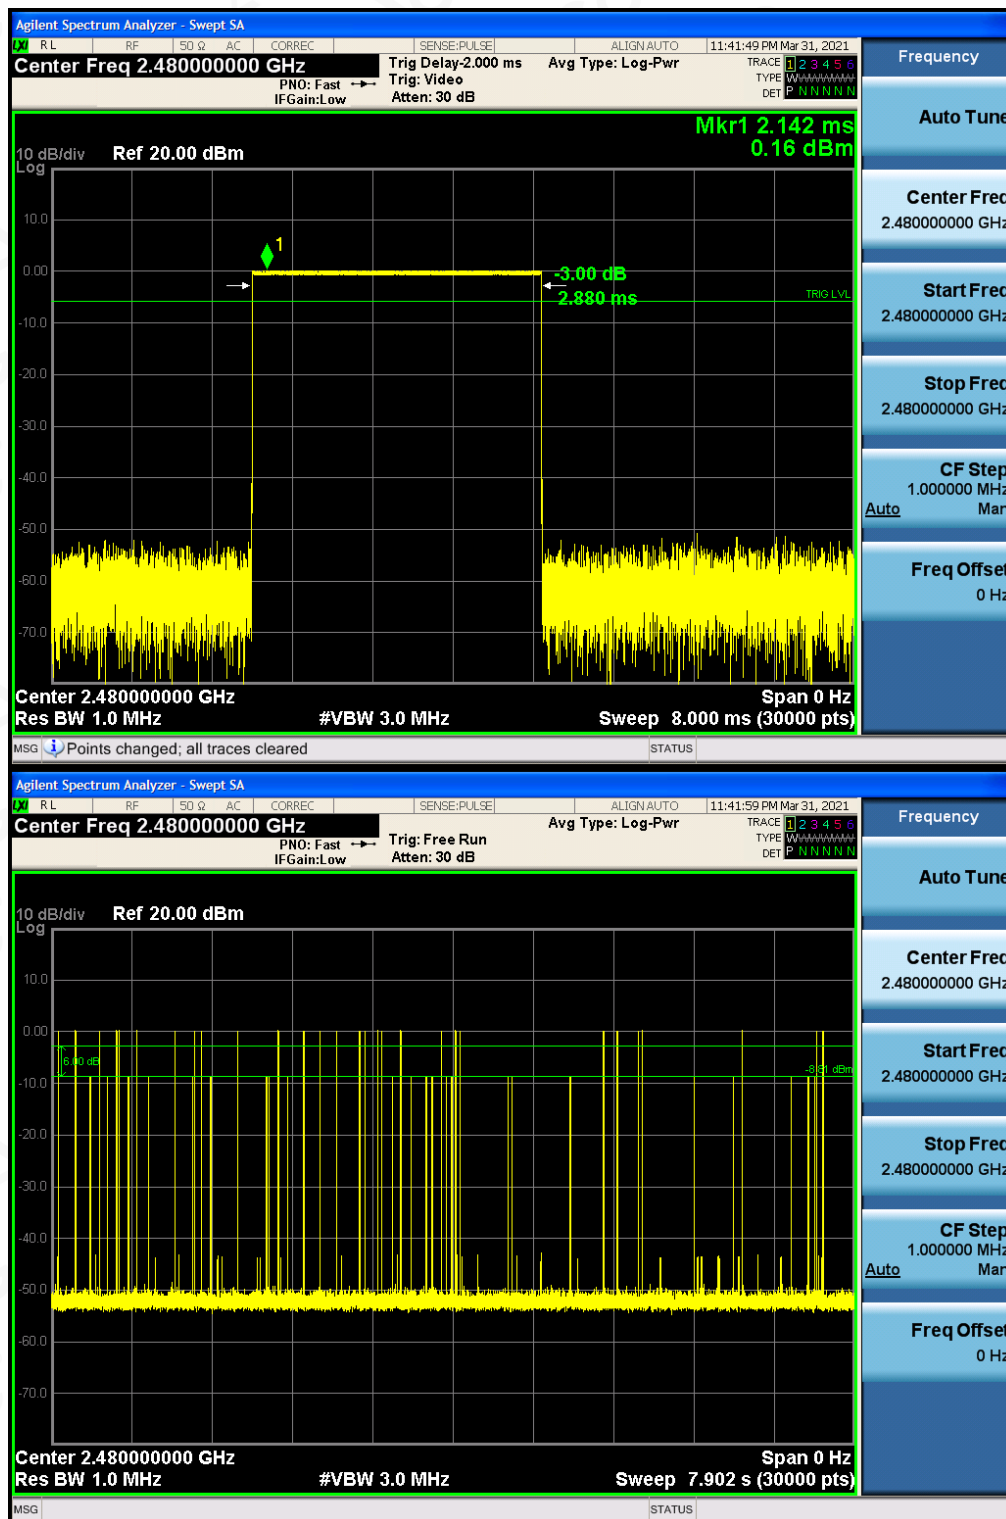 Agilent Spectrum Analyzer - Swept SA
LXI RL RF 50 Ω AC CORREC SENSE:PULSE ALIGN AUTO 11:41:49 PM Mar 31, 2021
Center Freq 2.480000000 GHz
PNO: Fast
IFGain:Low
Trig Delay-2.000 ms
Trig: Video
Atten: 30 dB
Avg Type: Log-Pwr
TRACE 1 2 3 4 5 6
TYPE WWWWWW
DET P N N N N N
Mkr1 2.142 ms
0.16 dBm
10 dB/div
Log
Ref 20.00 dBm
10.0
0.00
-10.0
-20.0
-30.0
-40.0
-50.0
-60.0
-70.0
1
-3.00 dB
2.880 ms
TRIG LVL
Center 2.480000000 GHz
Span 0 Hz
Res BW 1.0 MHz
#VBW 3.0 MHz
Sweep 8.000 ms (30000 pts)
MSG Points changed; all traces cleared
STATUS
Frequency
Auto Tune
Center Freq
2.480000000 GHz
Start Freq
2.480000000 GHz
Stop Freq
2.480000000 GHz
CF Step
1.000000 MHz
Auto Man
Freq Offset
0 Hz
Agilent Spectrum Analyzer - Swept SA
LXI RL RF 50 Ω AC CORREC SENSE:PULSE ALIGN AUTO 11:41:59 PM Mar 31, 2021
Center Freq 2.480000000 GHz
PNO: Fast
IFGain:Low
Trig: Free Run
Atten: 30 dB
Avg Type: Log-Pwr
TRACE 1 2 3 4 5 6
TYPE WWWWWW
DET P N N N N N
10 dB/div
Log
Ref 20.00 dBm
10.0
0.00
-10.0
-20.0
-30.0
-40.0
-50.0
-60.0
-70.0
6.00 dB
-8.81 dBm
Center 2.480000000 GHz
Span 0 Hz
Res BW 1.0 MHz
#VBW 3.0 MHz
Sweep 7.902 s (30000 pts)
MSG
STATUS
Frequency
Auto Tune
Center Freq
2.480000000 GHz
Start Freq
2.480000000 GHz
Stop Freq
2.480000000 GHz
CF Step
1.000000 MHz
Auto Man
Freq Offset
0 Hz